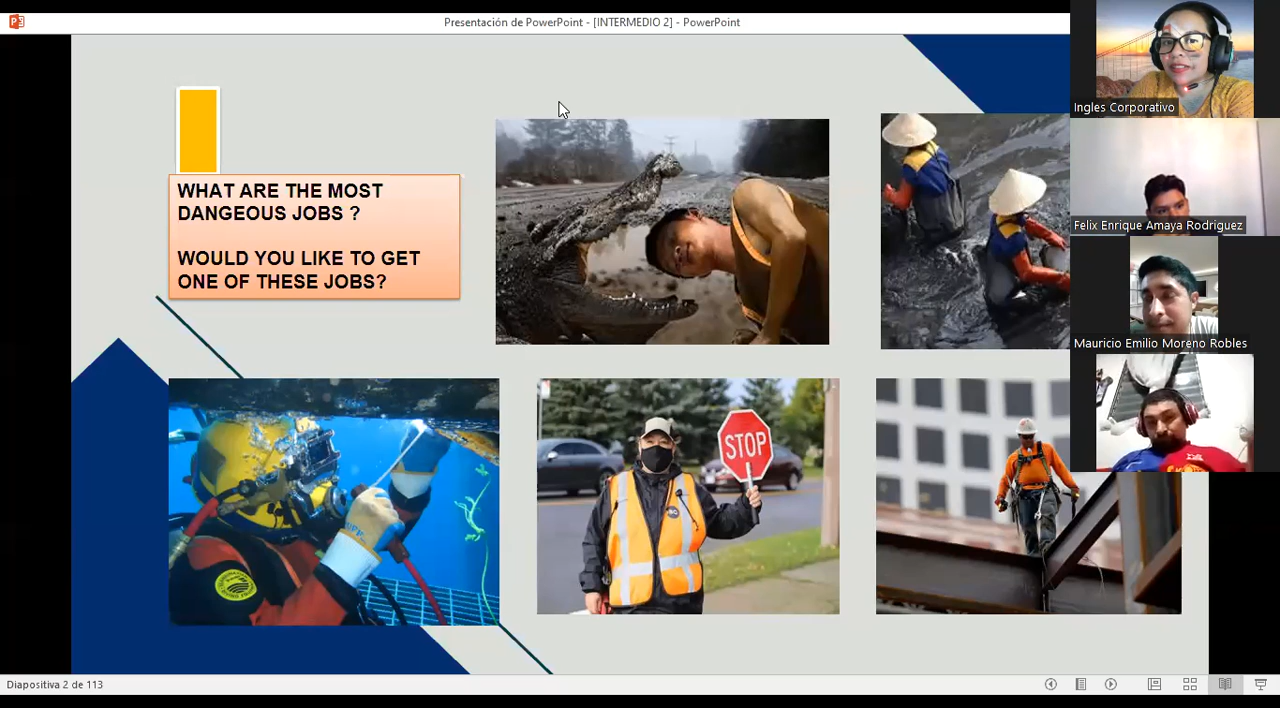 Presentación de PowerPoint - [INTERMEDIO 2] - PowerPoint
WHAT ARE THE MOST
DANGEOUS JOBS ?
WOULD YOU LIKE TO GET
ONE OF THESE JOBS?
STOP
Ingles Corporativo
Felix Enrique Amaya Rodriguez
Mauricio Emilio Moreno Robles
Diapositiva 2 de 113